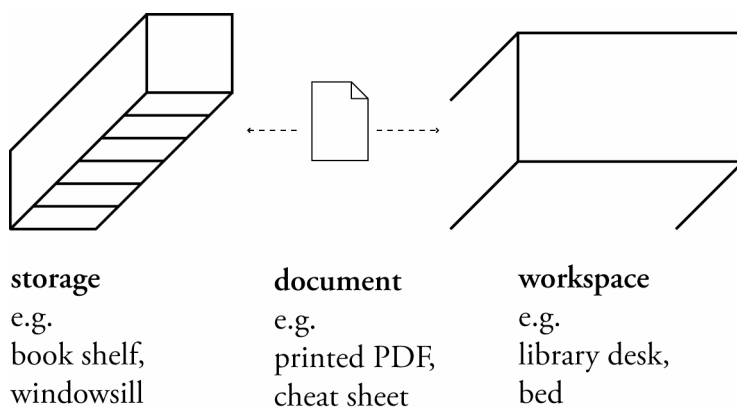 storage
e.g.
book shelf,
windowsill
document
e.g.
printed PDF,
cheat sheet
workspace
e.g.
library desk,
bed